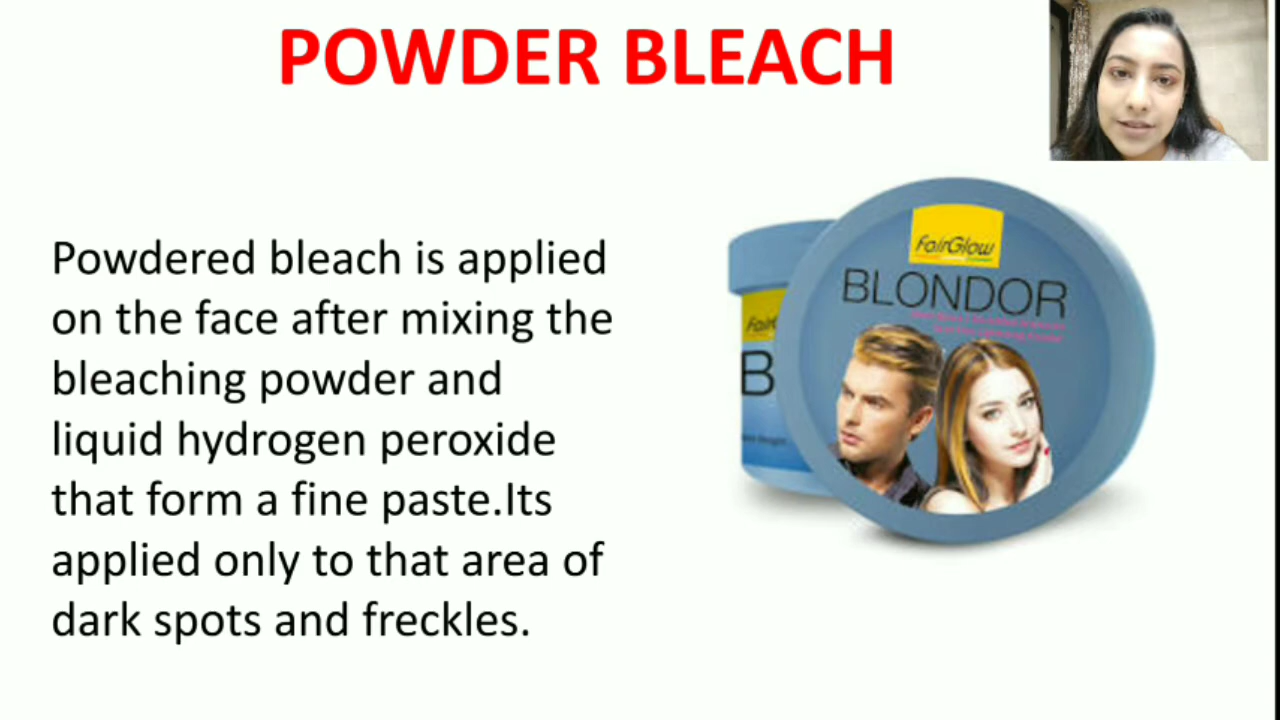 POWDER BLEACH
Powdered bleach is applied
on the face after mixing the
bleaching powder and
liquid hydrogen peroxide
that form a fine paste.Its
applied only to that area of
dark spots and freckles.
FairGlow
BLONDOR
Fair
B